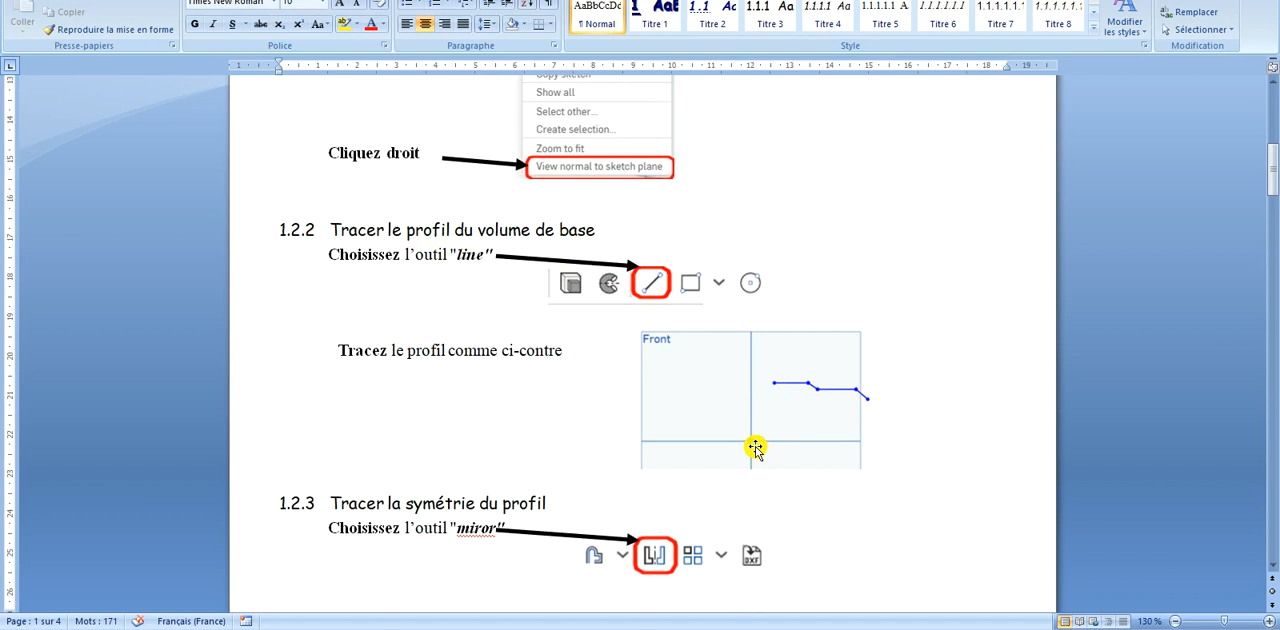 Times New Roman 10
Copier
Coller
Reproduire la mise en forme
Presse-papiers
Police
Paragraphe
AaBbCcDc
¶ Normal
Titre 1
Titre 2
Titre 3
Titre 4
Titre 5
Titre 6
Titre 7
Titre 8
Style
Modifier
les styles
Remplacer
Sélectionner
Modification
Copy sketch
Show all
Select other...
Create selection...
Zoom to fit
View normal to sketch plane
Cliquez droit
1.2.2 Tracer le profil du volume de base
Choisissez l'outil "line"
Tracez le profil comme ci-contre
Front
1.2.3 Tracer la symétrie du profil
Choisissez l'outil "miror"
DXF
Page : 1 sur 4 Mots : 171 Français (France) 130 %